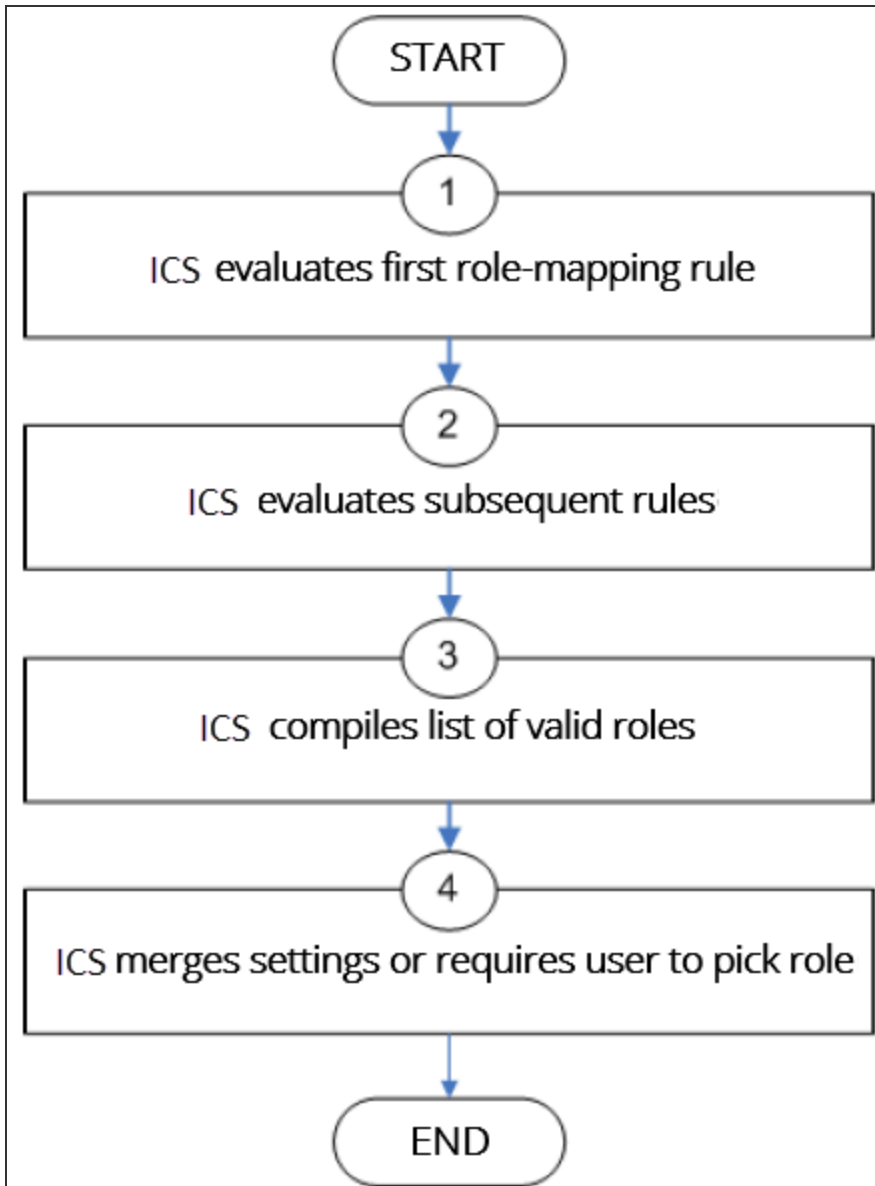 START
1
ICS evaluates first role-mapping rule
2
ICS evaluates subsequent rules
3
ICS compiles list of valid roles
4
ICS merges settings or requires user to pick role
END